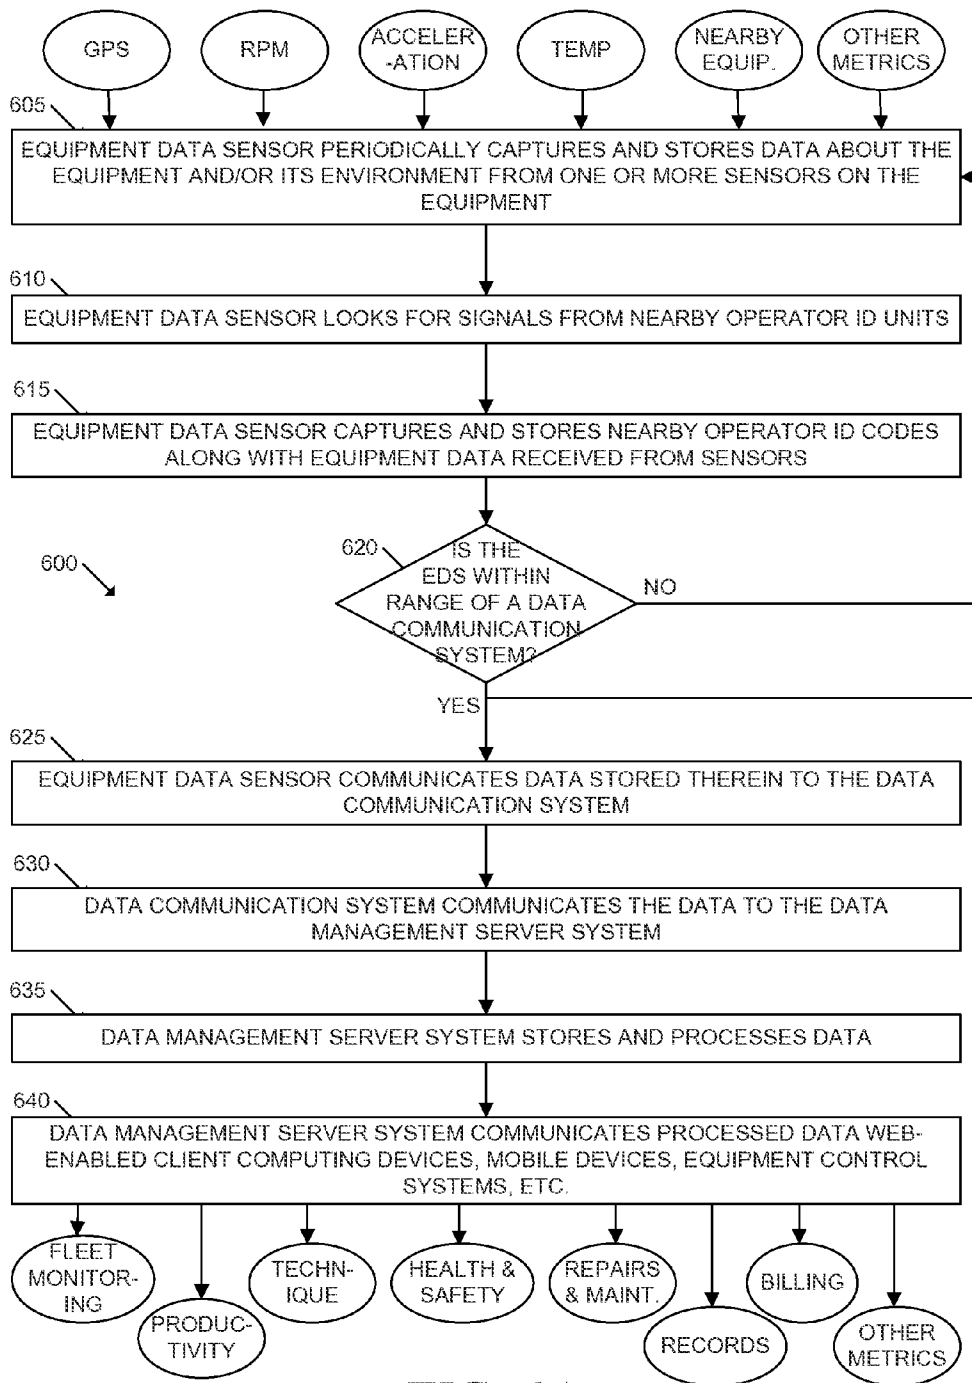 GPS
RPM
ACCELER
-ATION
TEMP
NEARBY
EQUIP.
OTHER
METRICS
605
EQUIPMENT DATA SENSOR PERIODICALLY CAPTURES AND STORES DATA ABOUT THE
EQUIPMENT AND/OR ITS ENVIRONMENT FROM ONE OR MORE SENSORS ON THE
EQUIPMENT
610
EQUIPMENT DATA SENSOR LOOKS FOR SIGNALS FROM NEARBY OPERATOR ID UNITS
615
EQUIPMENT DATA SENSOR CAPTURES AND STORES NEARBY OPERATOR ID CODES
ALONG WITH EQUIPMENT DATA RECEIVED FROM SENSORS
600
620
IS THE
EDS WITHIN
RANGE OF A DATA
COMMUNICATION
SYSTEM?
NO
YES
625
EQUIPMENT DATA SENSOR COMMUNICATES DATA STORED THEREIN TO THE DATA
COMMUNICATION SYSTEM
630
DATA COMMUNICATION SYSTEM COMMUNICATES THE DATA TO THE DATA
MANAGEMENT SERVER SYSTEM
635
DATA MANAGEMENT SERVER SYSTEM STORES AND PROCESSES DATA
640
DATA MANAGEMENT SERVER SYSTEM COMMUNICATES PROCESSED DATA WEB-
ENABLED CLIENT COMPUTING DEVICES, MOBILE DEVICES, EQUIPMENT CONTROL
SYSTEMS, ETC.
FLEET
MONITOR-
ING
PRODUC-
TIVITY
TECHN-
IQUE
HEALTH &
SAFETY
REPAIRS
& MAINT.
RECORDS
BILLING
OTHER
METRICS